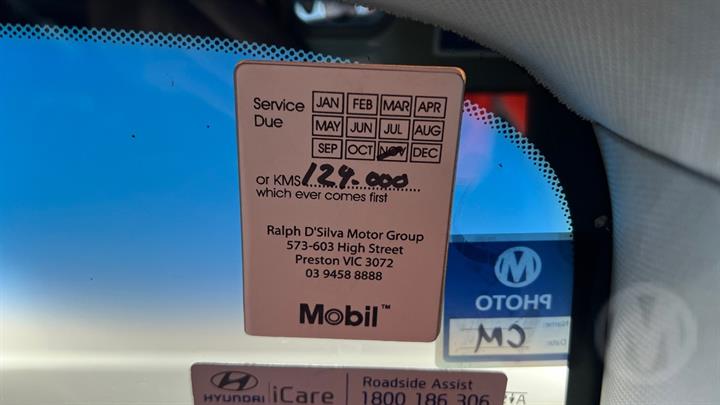 Service Due
JAN FEB MAR APR
MAY JUN JUL AUG
SEP OCT NOV DEC
or KMS 124.000
which ever comes first
Ralph D'Silva Motor Group
573-603 High Street
Preston VIC 3072
03 9458 8888
Mobil™
M
PHOTO
Name:
CM
Date:
HYUNDAI
iCare
Roadside Assist
1800 186 306